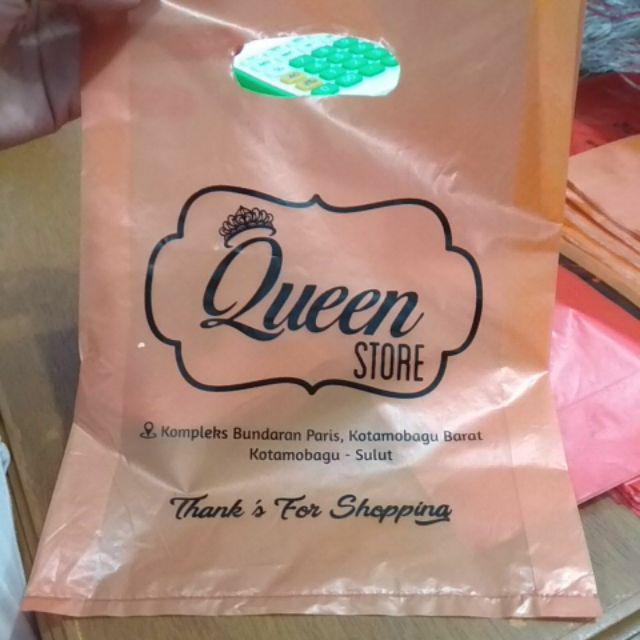 Queen
STORE
Kompleks Bundaran Paris, Kotamobagu Barat
Kotamobagu - Sulut
Thank's For Shopping